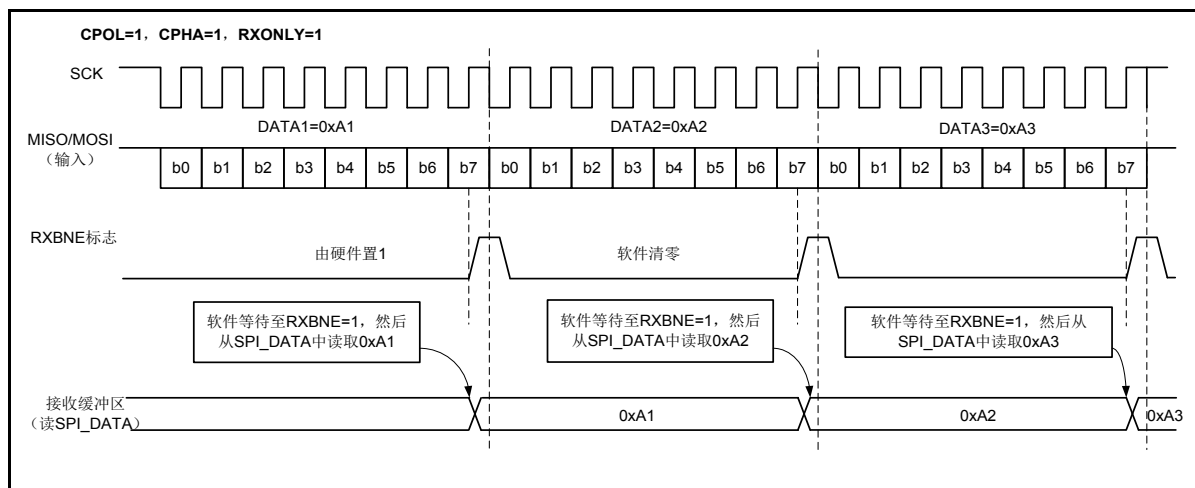 CPOL=1，CPHA=1，RXONLY=1
SCK
DATA1=0xA1
DATA2=0xA2
DATA3=0xA3
MISO/MOSI
（输入）
b0 b1 b2 b3 b4 b5 b6 b7 b0 b1 b2 b3 b4 b5 b6 b7 b0 b1 b2 b3 b4 b5 b6 b7
RXBNE标志
由硬件置1
软件清零
软件等待至RXBNE=1，然后
从SPI_DATA中读取0xA1
软件等待至RXBNE=1，然后
从SPI_DATA中读取0xA2
软件等待至RXBNE=1，然后从
SPI_DATA中读取0xA3
接收缓冲区
（读SPI_DATA）
0xA1
0xA2
0xA3